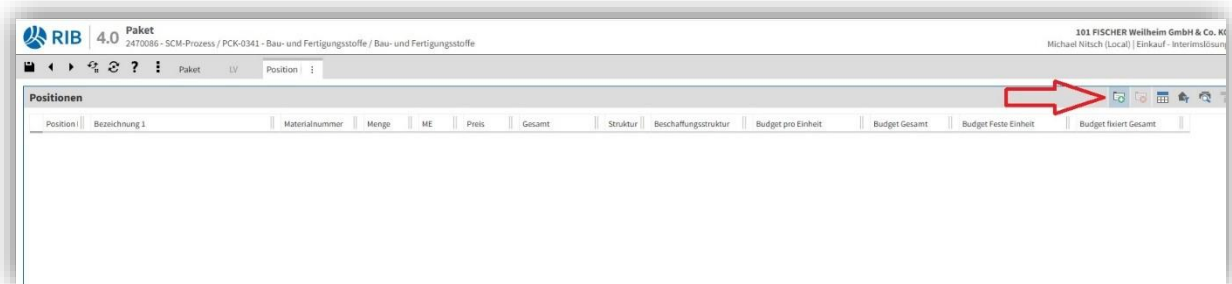 RIB 4.0 Paket
2470086 - SCM-Prozess / PCK-0341 - Bau- und Fertigungsstoffe / Bau- und Fertigungsstoffe
101 FISCHER Weilheim GmbH & Co. KG
Michael Nitsch (Local) | Einkauf - Interimslösung
? Paket LV Position
Positionen
Position Bezeichnung 1 Materialnummer Menge ME Preis Gesamt Struktur Beschaffungsstruktur Budget pro Einheit Budget Gesamt Budget Feste Einheit Budget fixiert Gesamt